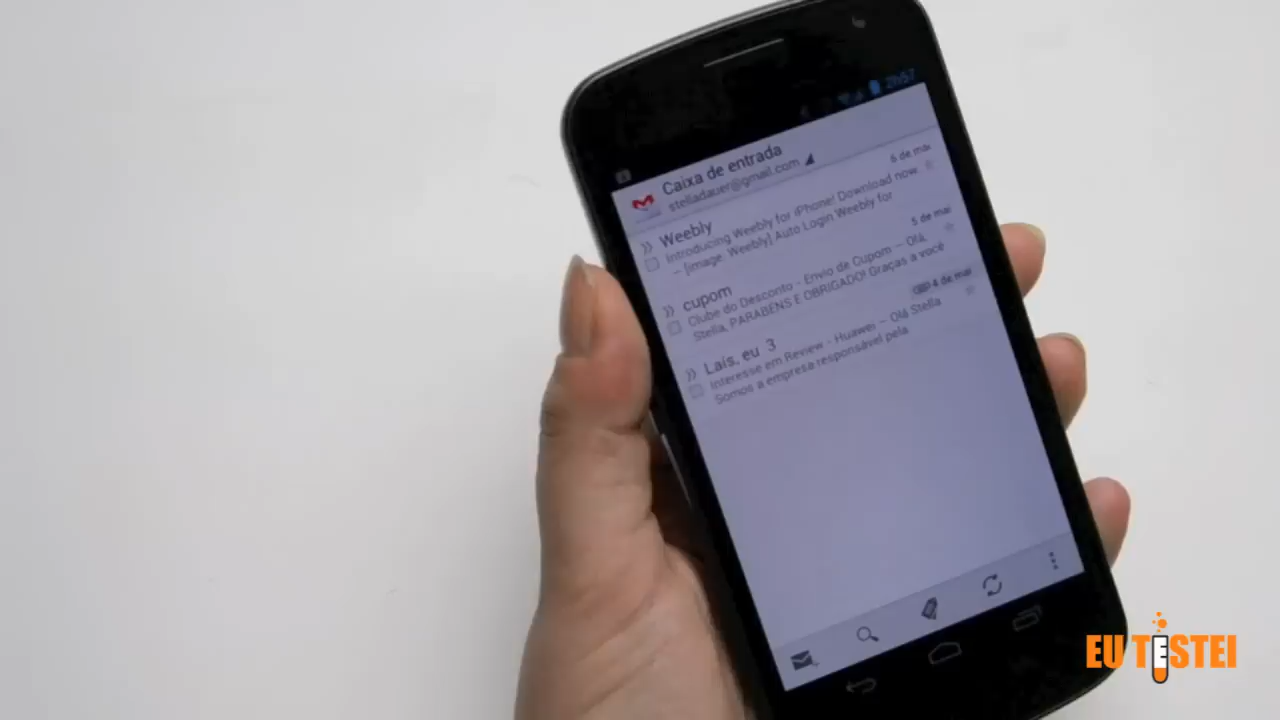 2h57
Caixa de entrada
stelladauer@gmail.com
Weebly
6 de mai
Introducing Weebly for iPhone! Download now.
– [image: Weebly] Auto Login Weebly for
cupom
5 de mai
Clube do Desconto - Envio de Cupom – Olá,
Stella, PARABÉNS E OBRIGADO! Graças a você
Laís, eu 3
4 de mai
Interesse em Review - Huawei – Olá Stella
Somos a empresa responsável pela
EU TESTEI